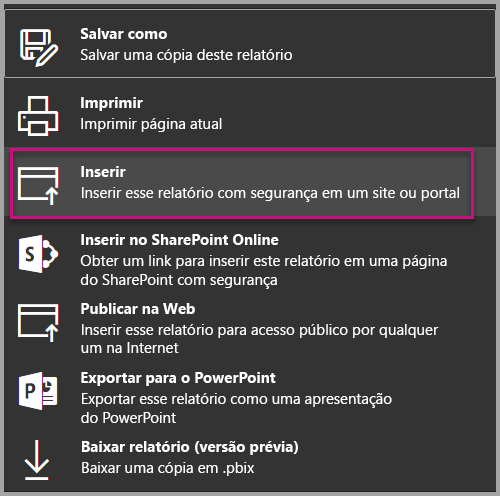 Salvar como
Salvar uma cópia deste relatório
Imprimir
Imprimir página atual
Inserir
Inserir esse relatório com segurança em um site ou portal
Inserir no SharePoint Online
Obter um link para inserir este relatório em uma página
do SharePoint com segurança
Publicar na Web
Inserir esse relatório para acesso público por qualquer
um na Internet
Exportar para o PowerPoint
Exportar esse relatório como uma apresentação
do PowerPoint
Baixar relatório (versão prévia)
Baixar uma cópia em .pbix